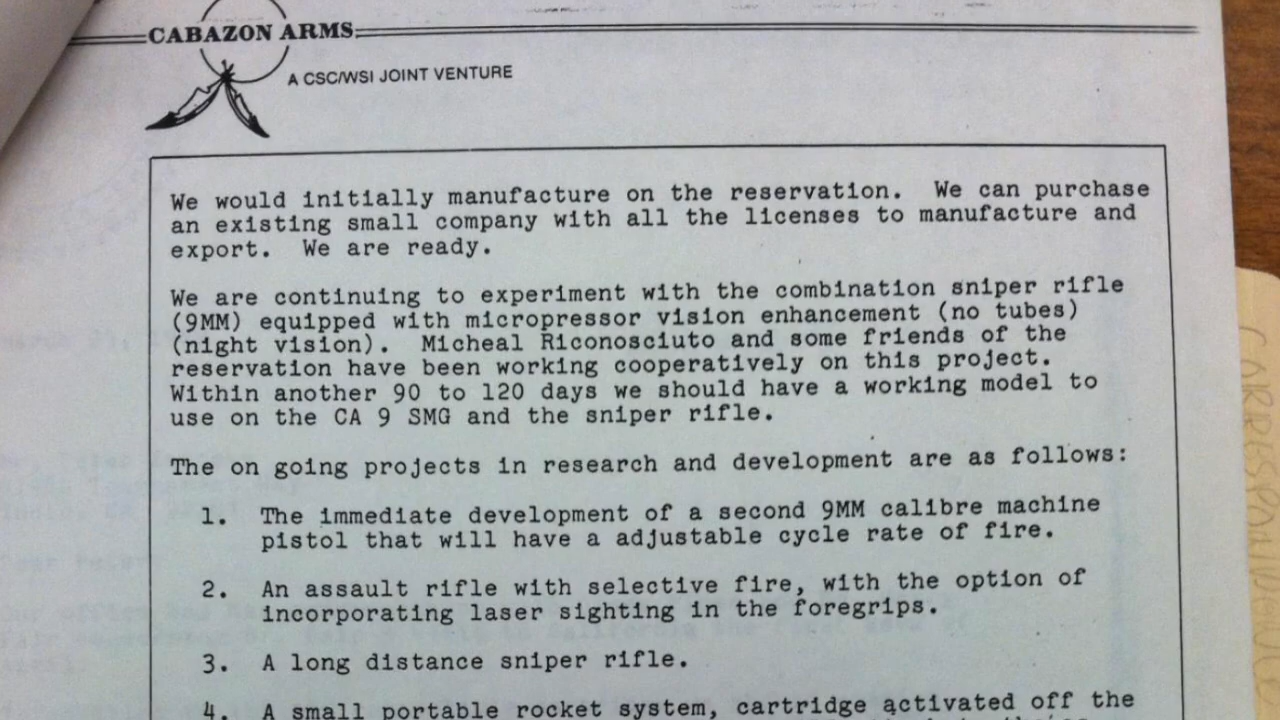 CABAZON ARMS
A CSC/WSI JOINT VENTURE
We would initially manufacture on the reservation. We can purchase
an existing small company with all the licenses to manufacture and
export. We are ready.
We are continuing to experiment with the combination sniper rifle
(9MM) equipped with micropressor vision enhancement (no tubes)
(night vision). Micheal Riconosciuto and some friends of the
reservation have been working cooperatively on this project.
Within another 90 to 120 days we should have a working model to
use on the CA 9 SMG and the sniper rifle.
The on going projects in research and development are as follows:
1. The immediate development of a second 9MM calibre machine
pistol that will have a adjustable cycle rate of fire.
2. An assault rifle with selective fire, with the option of
incorporating laser sighting in the foregrips.
3. A long distance sniper rifle.
4. A small portable rocket system, cartridge activated off the